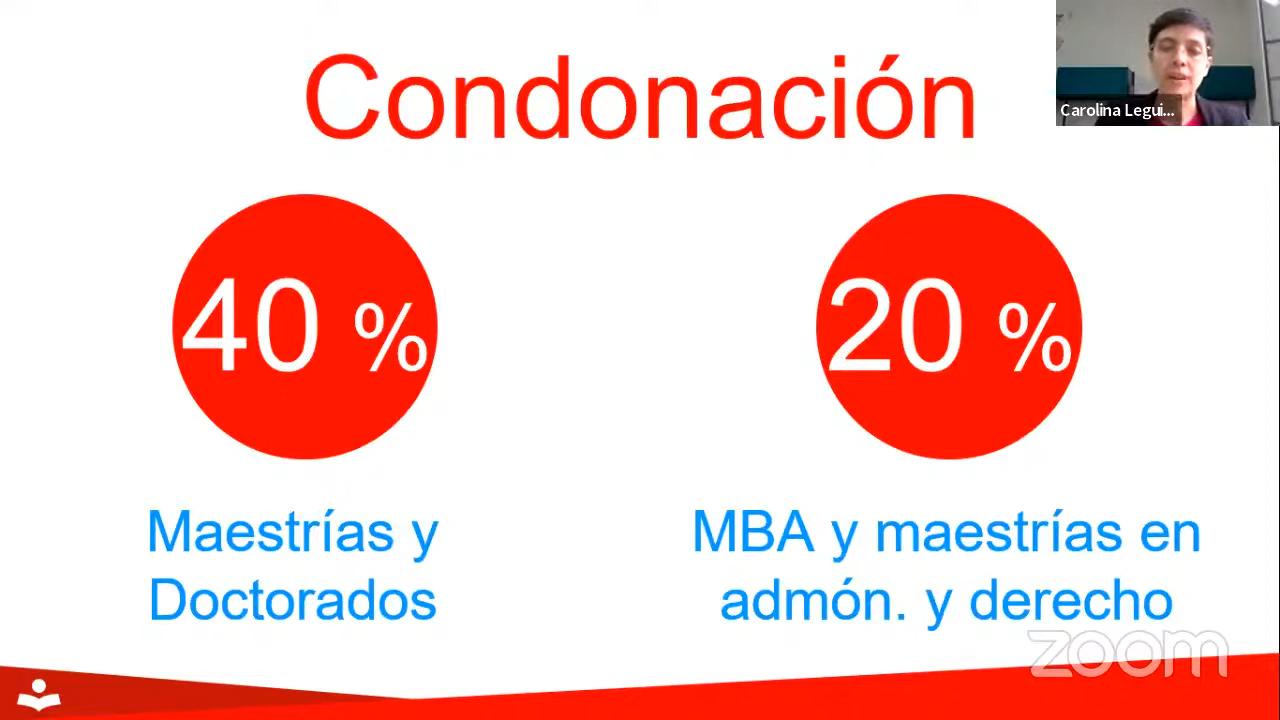 Condonación
Carolina Legui...
40 %
20 %
Maestrías y
Doctorados
MBA y maestrías en
admón. y derecho
zoom